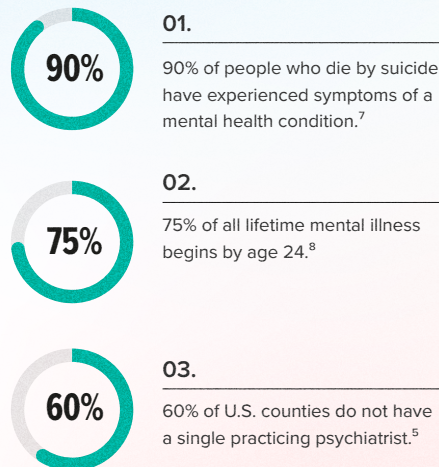 01.
90%
90% of people who die by suicide
have experienced symptoms of a
mental health condition.⁷
02.
75%
75% of all lifetime mental illness
begins by age 24.⁸
03.
60%
60% of U.S. counties do not have
a single practicing psychiatrist.⁵